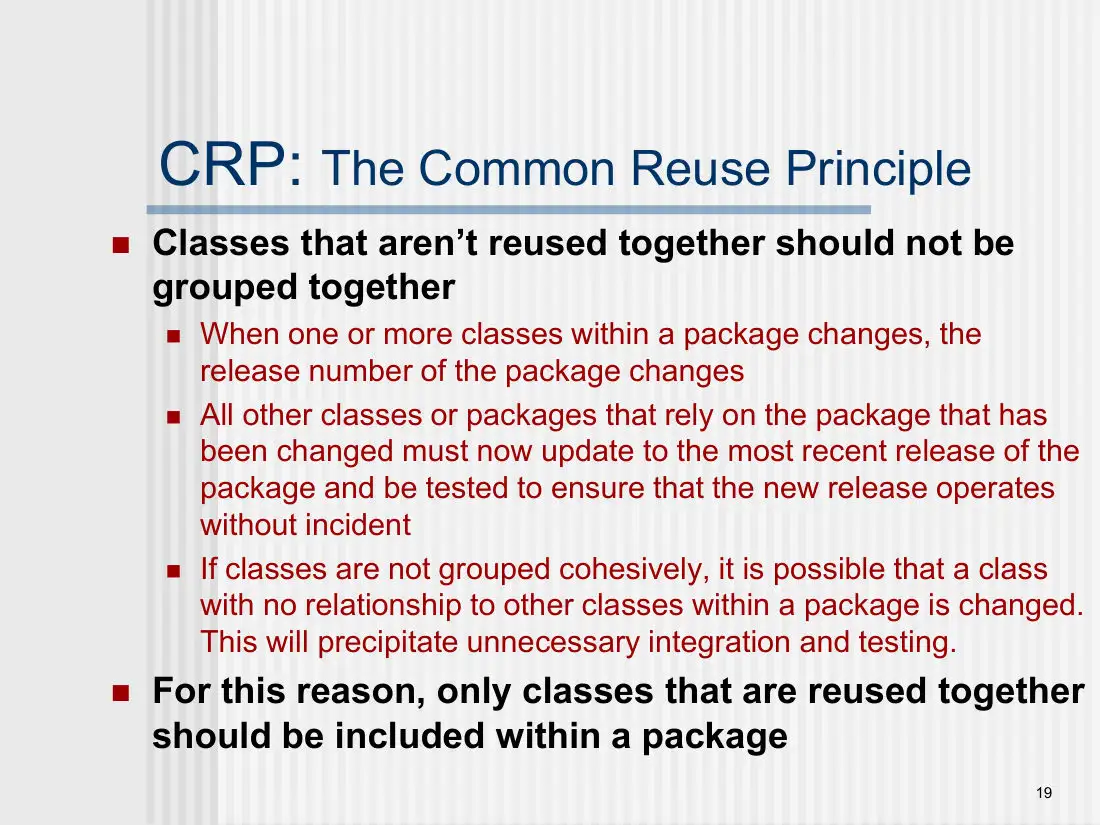 CRP: The Common Reuse Principle
Classes that aren’t reused together should not be
grouped together
When one or more classes within a package changes, the
release number of the package changes
All other classes or packages that rely on the package that has
been changed must now update to the most recent release of the
package and be tested to ensure that the new release operates
without incident
If classes are not grouped cohesively, it is possible that a class
with no relationship to other classes within a package is changed.
This will precipitate unnecessary integration and testing.
For this reason, only classes that are reused together
should be included within a package
19